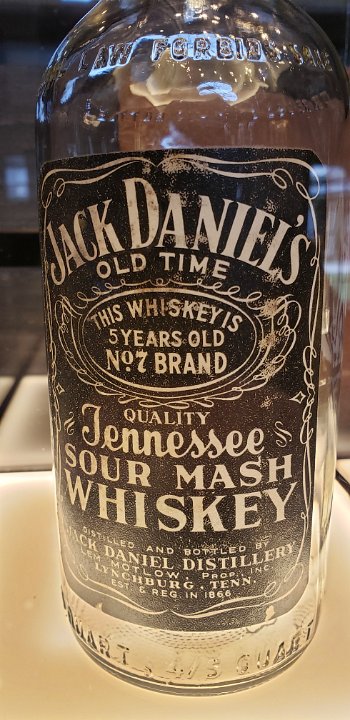 LAW FORBIDS SALE
JACK DANIEL'S
OLD TIME
THIS WHISKEY IS
5 YEARS OLD
No. 7 BRAND
QUALITY
Tennessee
SOUR MASH
WHISKEY
DISTILLED AND BOTTLED BY
JACK DANIEL DISTILLERY
LEM MOTLOW, PROP., INC.
LYNCHBURG, TENN.
EST. & REG. IN 1866
QUART 4/5 QUART